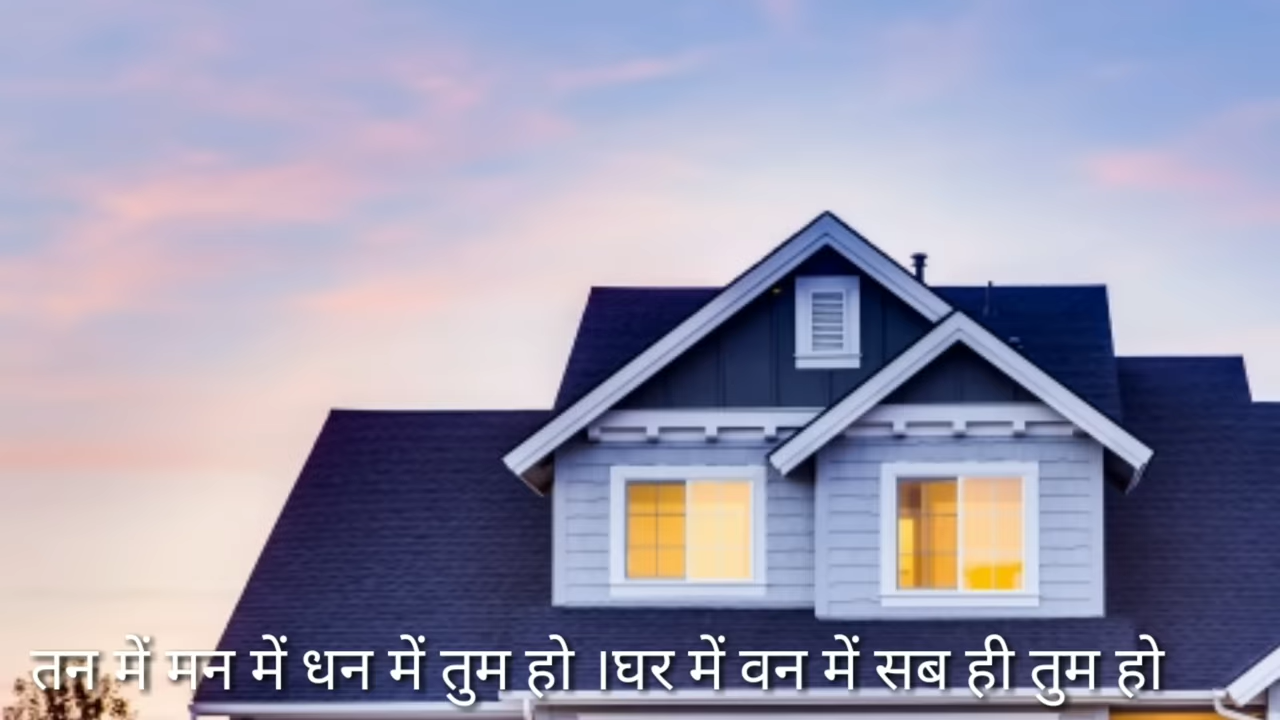 तन में मन में धन में तुम हो ।घर में वन में सब ही तुम हो